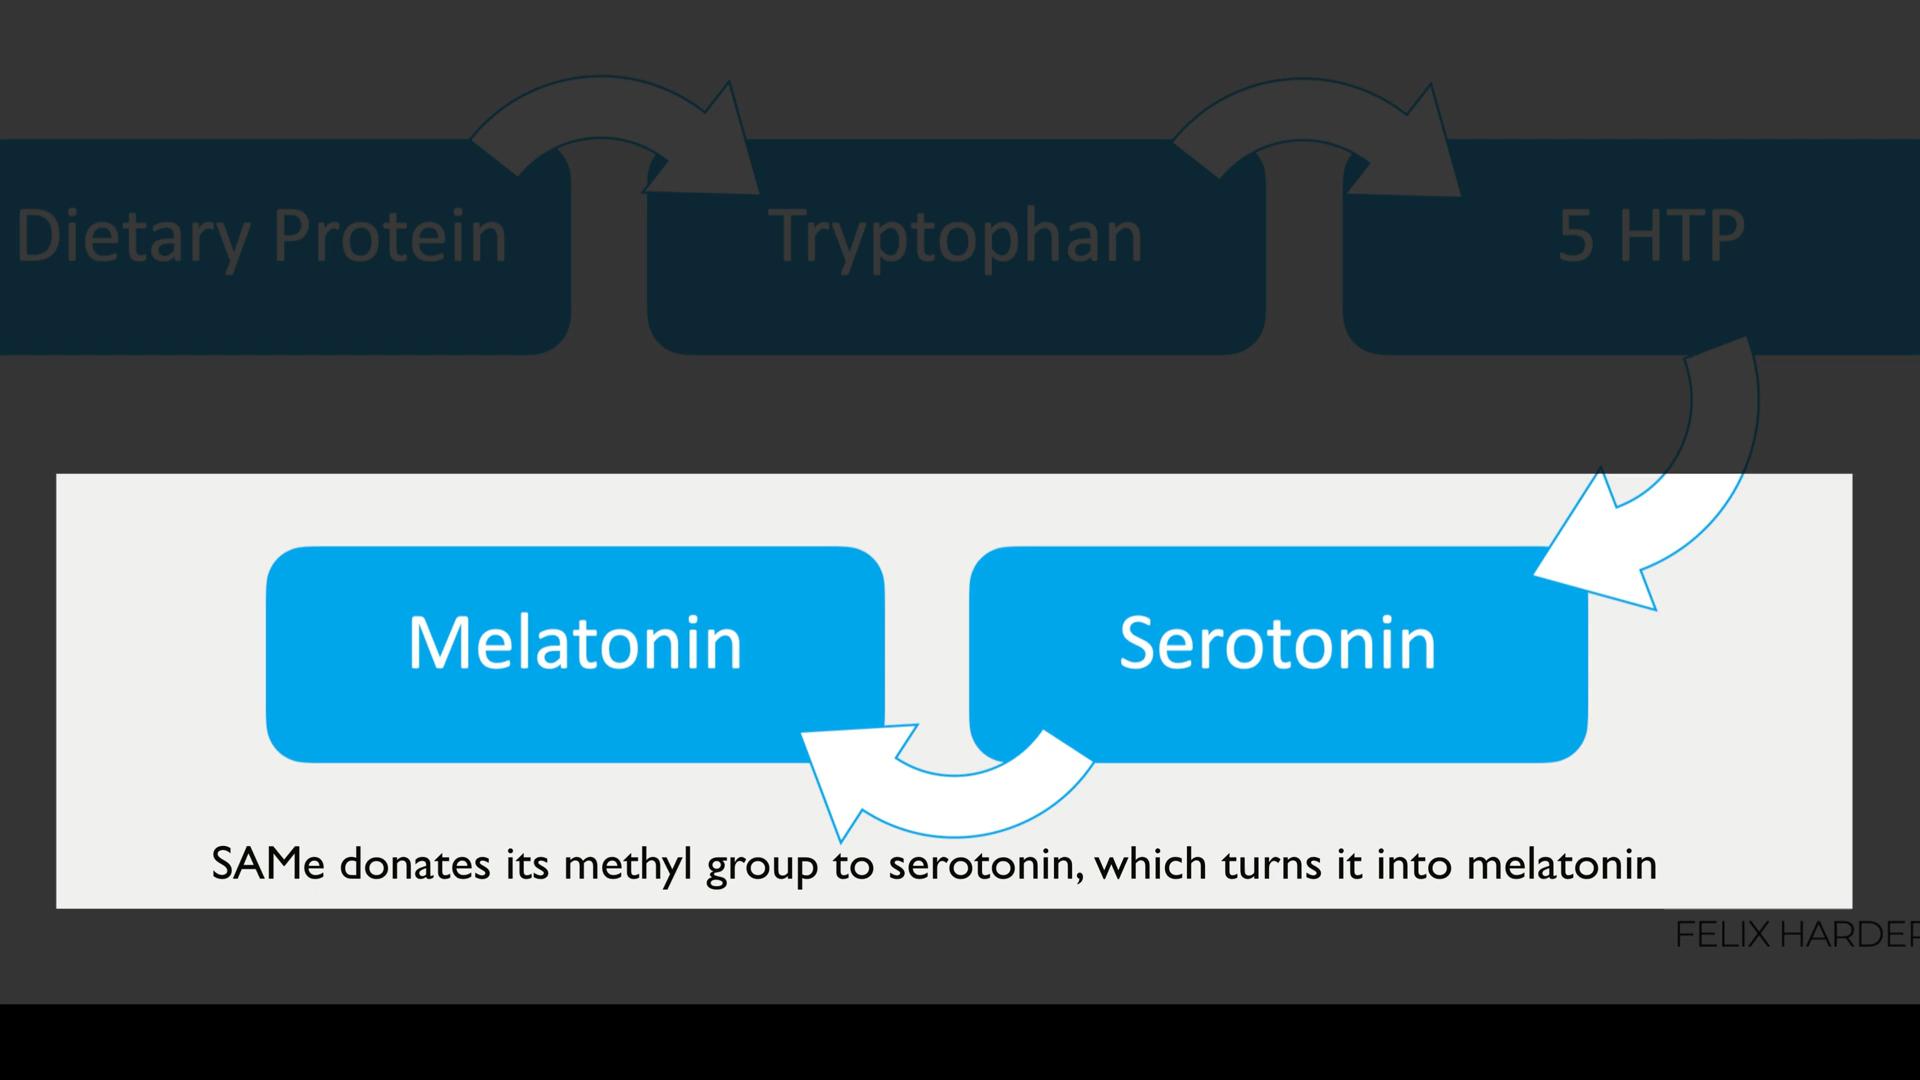 Dietary Protein
Tryptophan
5 HTP
Melatonin
Serotonin
SAMe donates its methyl group to serotonin, which turns it into melatonin
FELIX HARDER